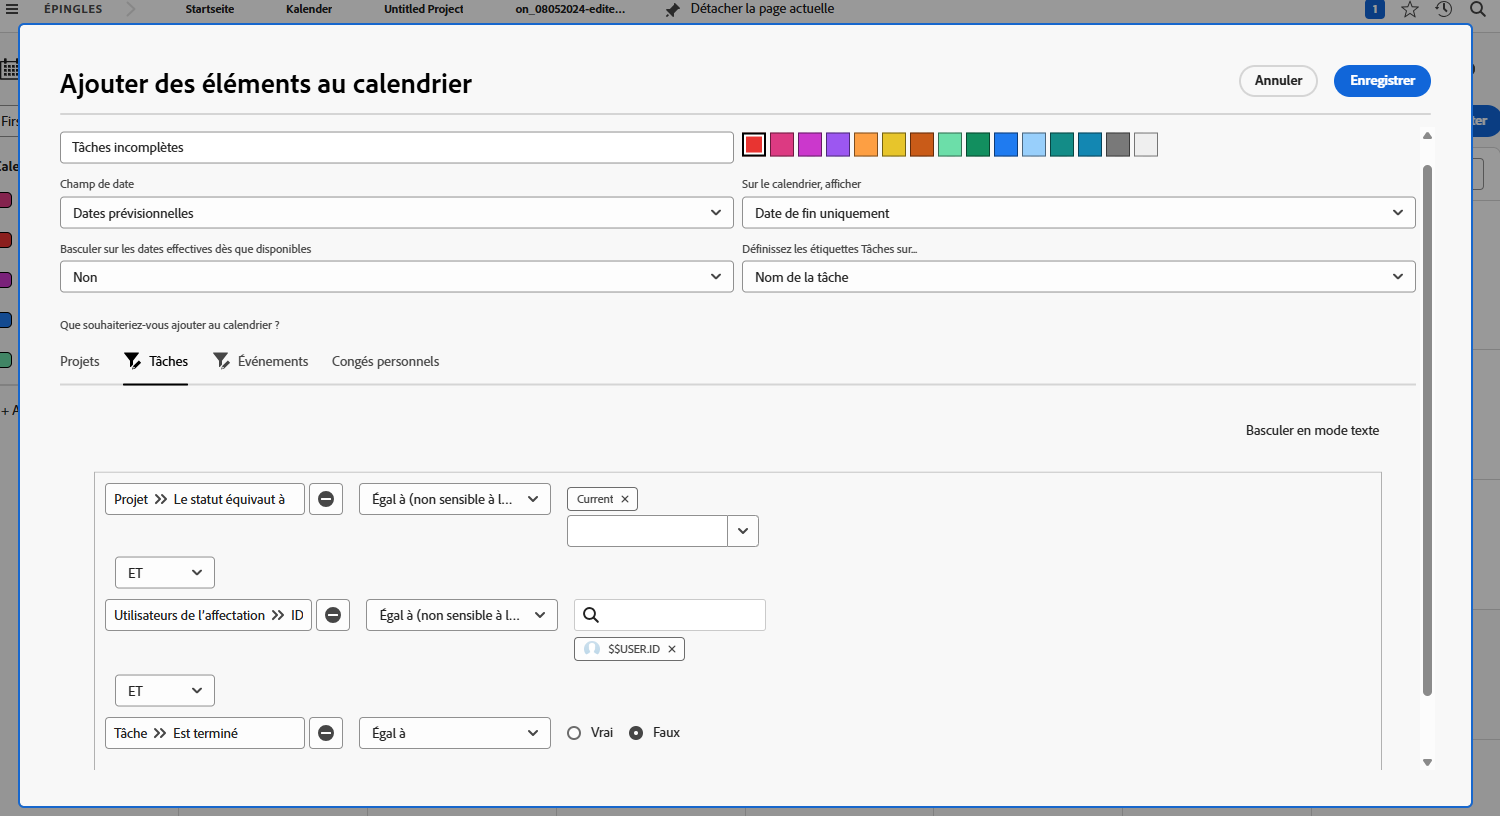 ÉPINGLES Startseite Kalender Untitled Project on_08052024-edite... Détacher la page actuelle 1
Ajouter des éléments au calendrier
Annuler Enregistrer
Tâches incomplètes
Champ de date Sur le calendrier, afficher
Dates prévisionnelles Date de fin uniquement
Basculer sur les dates effectives dès que disponibles Définissez les étiquettes Tâches sur...
Non Nom de la tâche
Que souhaiteriez-vous ajouter au calendrier ?
Projets Tâches Événements Congés personnels
Basculer en mode texte
Projet Le statut équivaut à Égal à (non sensible à l... Current
ET
Utilisateurs de l'affectation ID Égal à (non sensible à l...
$$USER.ID
ET
Tâche Est terminé Égal à Vrai Faux